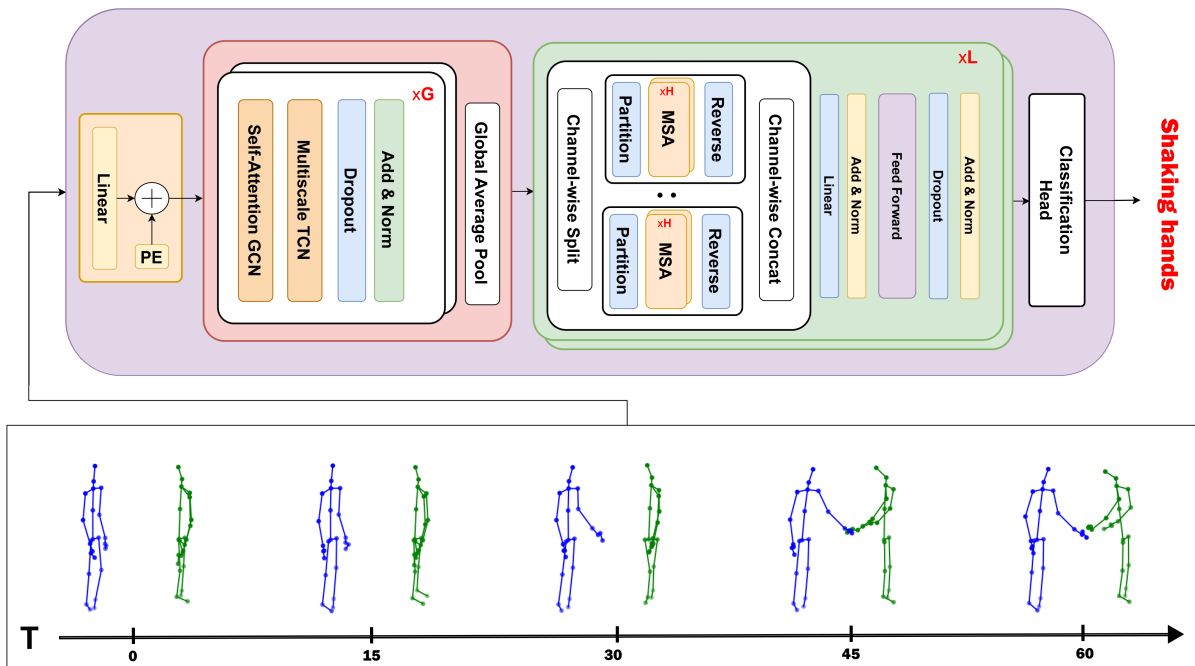 Linear
+
PE
xG
Self-Attention GCN
Multiscale TCN
Dropout
Add & Norm
Global Average Pool
xL
Channel-wise Split
Partition
xH
MSA
Reverse
Partition
xH
MSA
Reverse
Channel-wise Concat
Linear
Add & Norm
Feed Forward
Dropout
Add & Norm
Classification
Head
Shaking hands
T
0
15
30
45
60